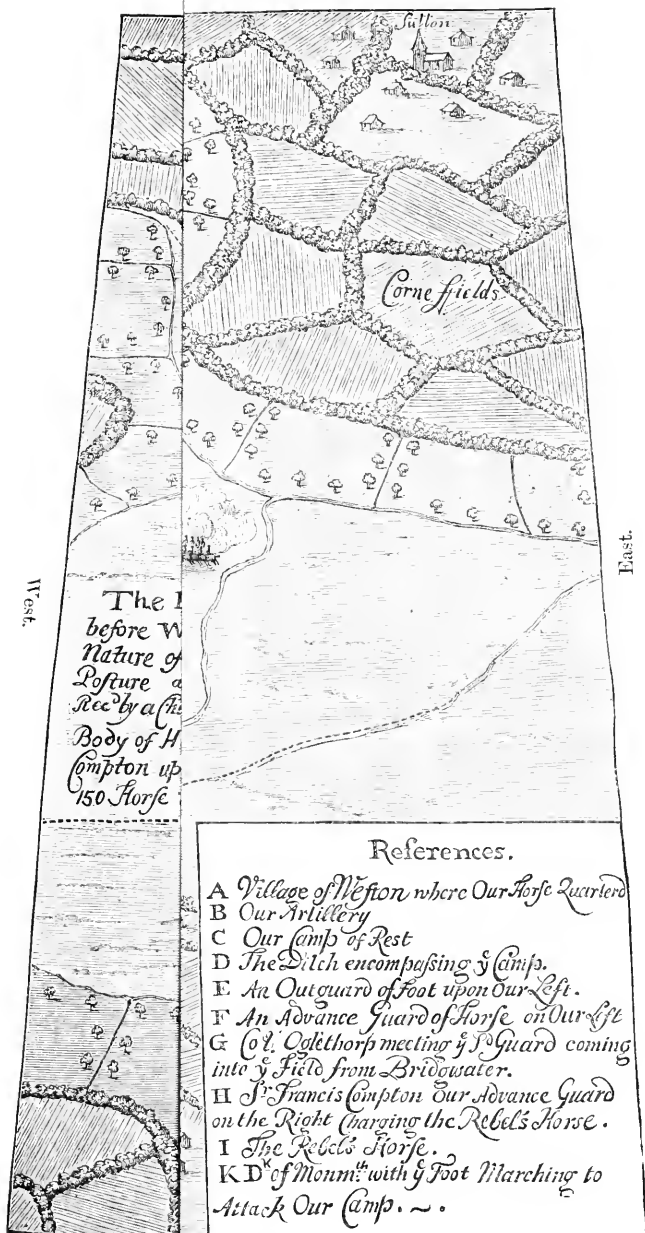 Sutton
Corne ffields
East.
West.
The
before W
Nature of
Posture a
Recd by a Ch
Body of H
Compton up
150 Horse
References.
A Village of Weston where Our Horse Quarterd
B Our Artillery
C Our Camp of Rest
D The Ditch encompassing ye Camp.
E An Outguard of Foot upon Our Left.
F An Advance Guard of Horse on Our Left
G Col. Oglethorp meeting ye Sd Guard coming
into ye Field from Bridgwater.
H Sr Francis Compton Our Advance Guard
on the Right Charging the Rebel's Horse.
I The Rebel's Horse.
K Dk of Monmth with ye Foot Marching to
Attack Our Camp. ~ .